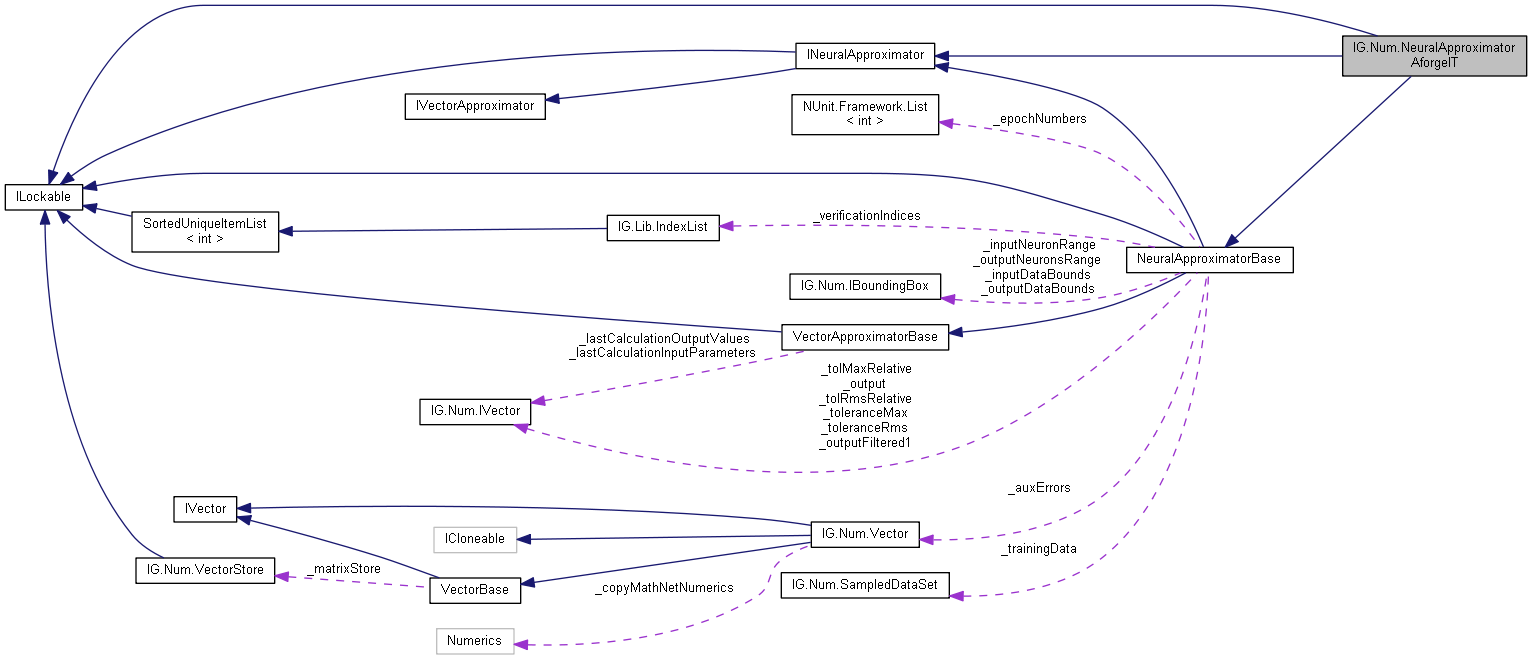 IG.Num.NeuralApproximator
AforgeIT
INeuralApproximator
IVectorApproximator
NUnit.Framework.List
< int >
_epochNumbers
ILockable
SortedUniqueItemList
< int >
IG.Lib.IndexList
_verificationIndices
NeuralApproximatorBase
_inputNeuronRange
_outputNeuronsRange
_inputDataBounds
_outputDataBounds
IG.Num.IBoundingBox
VectorApproximatorBase
_lastCalculationOutputValues
_lastCalculationInputParameters
_tolMaxRelative
_output
_tolRmsRelative
_toleranceMax
_toleranceRms
_outputFiltered1
IG.Num.IVector
_auxErrors
IVector
ICloneable
IG.Num.Vector
_trainingData
IG.Num.VectorStore
_matrixStore
VectorBase
_copyMathNetNumerics
IG.Num.SampledDataSet
Numerics